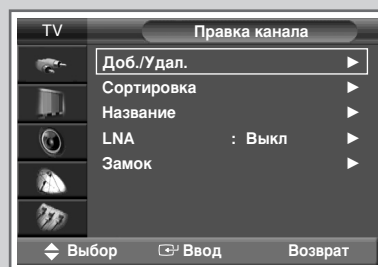 TV Правка канала
Доб./Удал. ►
Сортировка ►
Название ►
LNA : Выкл ►
Замок ►
Выбор Ввод Возврат